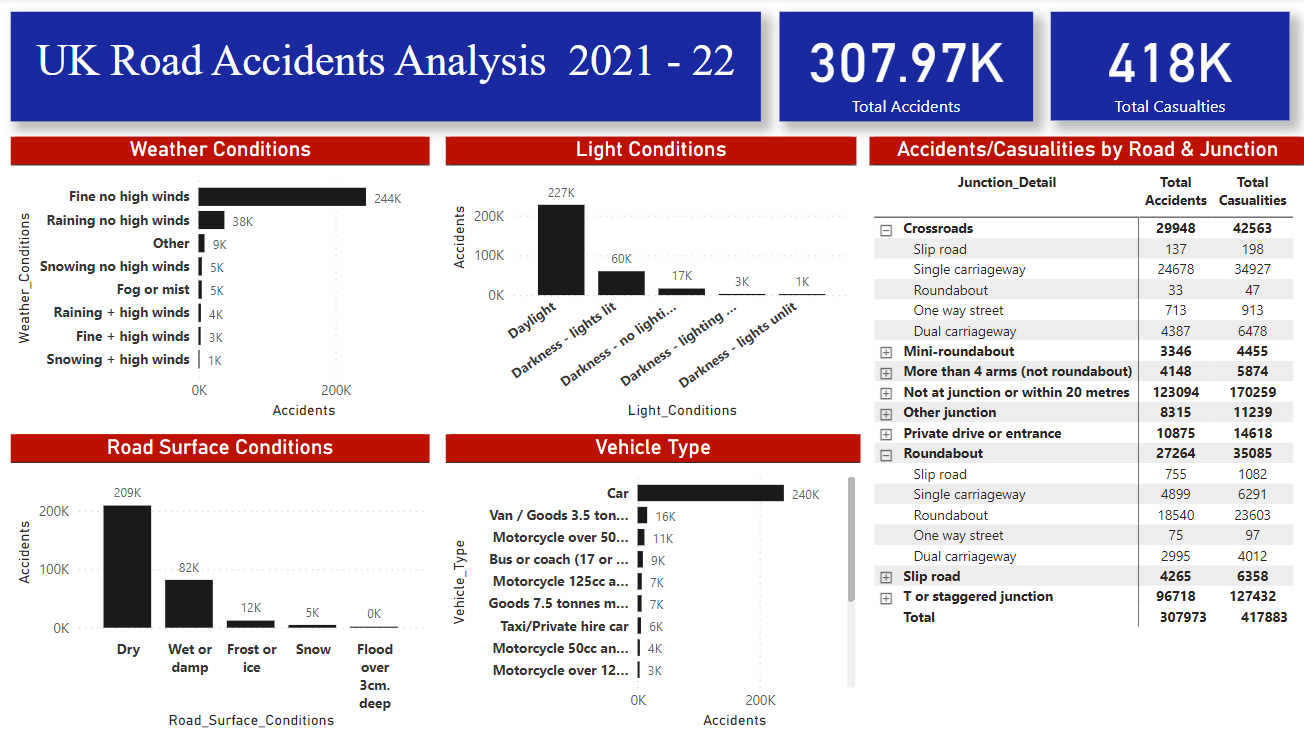 UK Road Accidents Analysis 2021 - 22
307.97K
Total Accidents
418K
Total Casualties
Weather Conditions
Weather_Conditions
Fine no high winds 244K
Raining no high winds 38K
Other 9K
Snowing no high winds 5K
Fog or mist 5K
Raining + high winds 4K
Fine + high winds 3K
Snowing + high winds 1K
0K 200K
Accidents
Light Conditions
Accidents
200K
100K
0K
227K
60K
17K
3K
1K
Daylight
Darkness - lights lit
Darkness - no lighti...
Darkness - lighting ...
Darkness - lights unlit
Light_Conditions
Accidents/Casualities by Road & Junction
Junction_Detail Total Accidents Total Casualities
Crossroads 29948 42563
Slip road 137 198
Single carriageway 24678 34927
Roundabout 33 47
One way street 713 913
Dual carriageway 4387 6478
Mini-roundabout 3346 4455
More than 4 arms (not roundabout) 4148 5874
Not at junction or within 20 metres 123094 170259
Other junction 8315 11239
Private drive or entrance 10875 14618
Roundabout 27264 35085
Slip road 755 1082
Single carriageway 4899 6291
Roundabout 18540 23603
One way street 75 97
Dual carriageway 2995 4012
Slip road 4265 6358
T or staggered junction 96718 127432
Total 307973 417883
Road Surface Conditions
Accidents
200K
100K
0K
209K
82K
12K
5K
0K
Dry
Wet or
damp
Frost or
ice
Snow
Flood
over
3cm.
deep
Road_Surface_Conditions
Vehicle Type
Vehicle_Type
Car 240K
Van / Goods 3.5 ton... 16K
Motorcycle over 50... 11K
Bus or coach (17 or ... 9K
Motorcycle 125cc a... 7K
Goods 7.5 tonnes m... 7K
Taxi/Private hire car 6K
Motorcycle 50cc an... 4K
Motorcycle over 12... 3K
0K 200K
Accidents